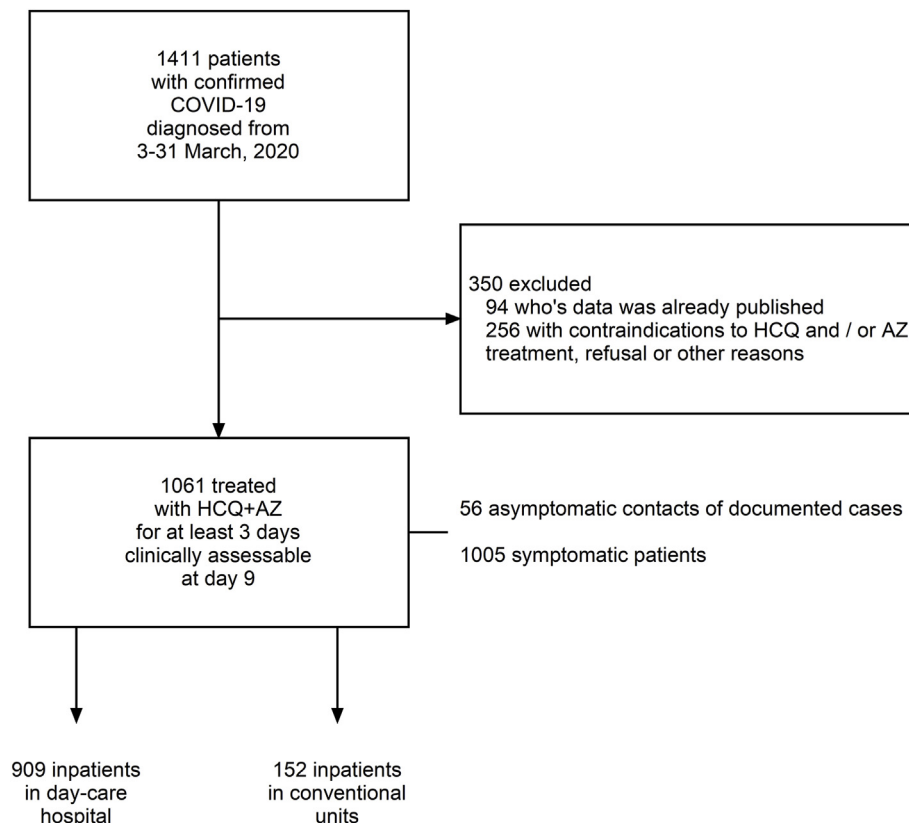 1411 patients
with confirmed
COVID-19
diagnosed from
3-31 March, 2020
350 excluded
94 who's data was already published
256 with contraindications to HCQ and / or AZ
treatment, refusal or other reasons
1061 treated
with HCQ+AZ
for at least 3 days
clinically assessable
at day 9
56 asymptomatic contacts of documented cases
1005 symptomatic patients
909 inpatients
in day-care
hospital
152 inpatients
in conventional
units